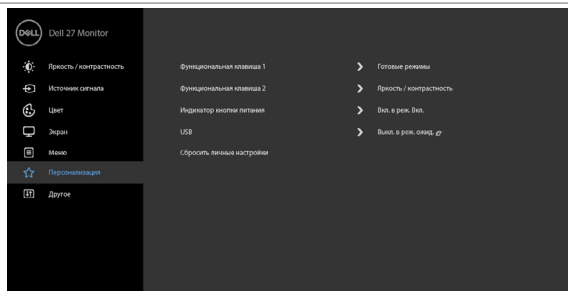 DELL
Dell 27 Monitor
Яркость / контрастность
Источник сигнала
Цвет
Экран
Меню
Персонализация
Другое
Функциональная клавиша 1 Готовые режимы
Функциональная клавиша 2 Яркость / контрастность
Индикатор кнопки питания Вкл. в реж. Вкл.
USB Выкл. в реж. ожид.
Сбросить личные настройки